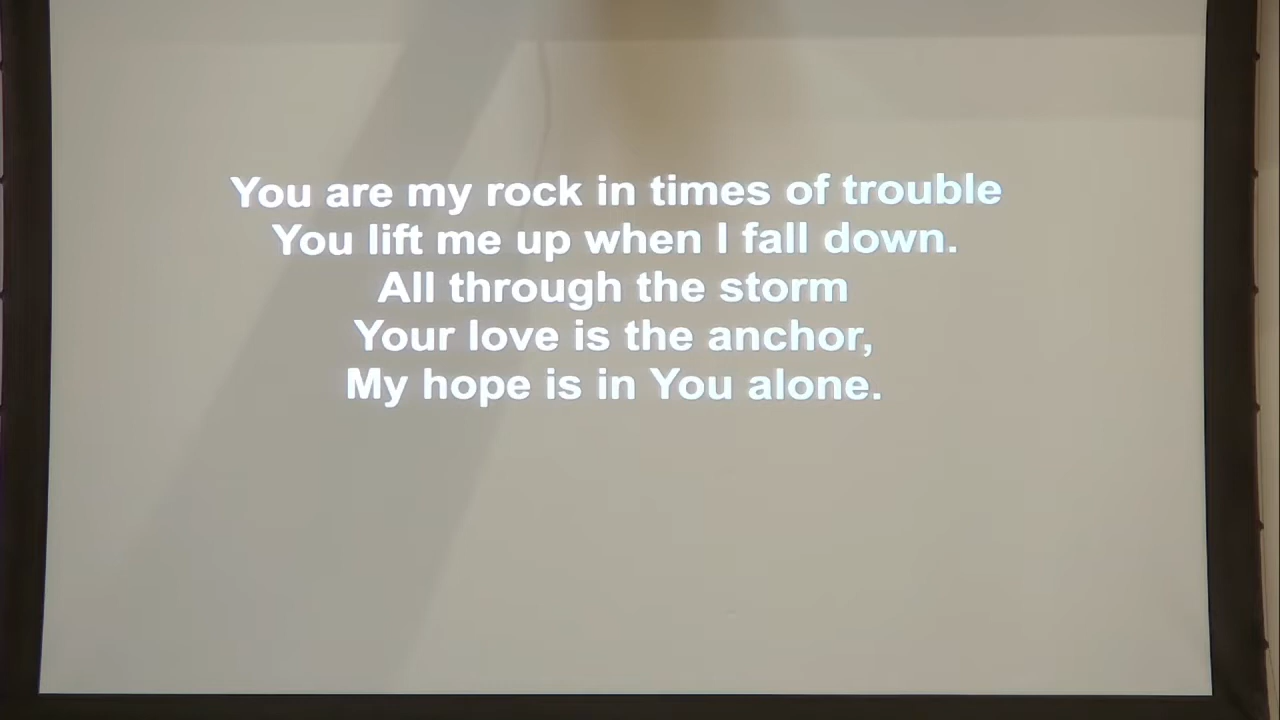 You are my rock in times of trouble
You lift me up when I fall down.
All through the storm
Your love is the anchor,
My hope is in You alone.